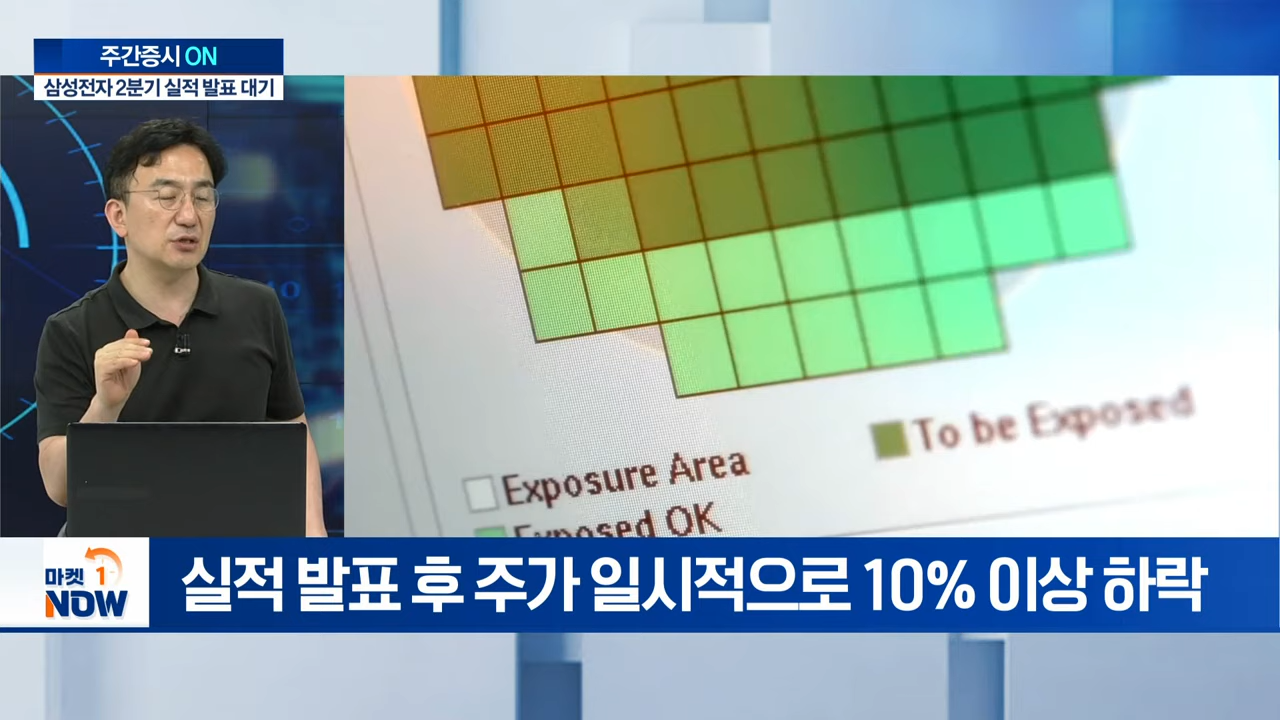 주간증시 ON
삼성전자 2분기 실적 발표 대기
To be Exposed
Exposure Area
Exposed OK
마켓 1
NOW
실적 발표 후 주가 일시적으로 10% 이상 하락